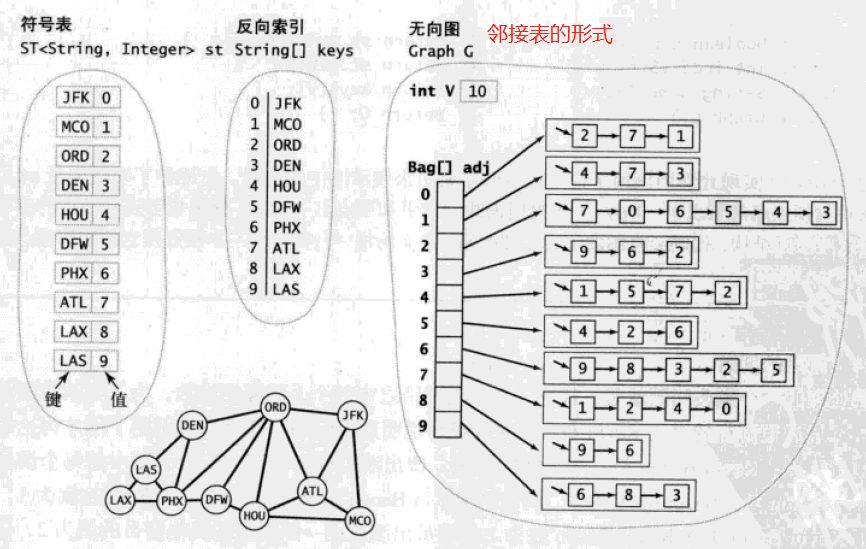 符号表
ST<String, Integer> st
JFK 0
MCO 1
ORD 2
DEN 3
HOU 4
DFW 5
PHX 6
ATL 7
LAX 8
LAS 9
键 值
反向索引
String[] keys
0 JFK
1 MCO
2 ORD
3 DEN
4 HOU
5 DFW
6 PHX
7 ATL
8 LAX
9 LAS
无向图
邻接表的形式
Graph G
int V 10
Bag[] adj
0 2 7 1
1 4 7 3
2 7 0 6 5 4 3
3 9 6 2
4 1 5 7 2
5 4 2 6
6 9 8 3 2 5
7 1 2 4 0
8 9 6
9 6 8 3
ORD
JFK
DEN
LAS
ATL
LAX
PHX
DFW
HOU
MCO